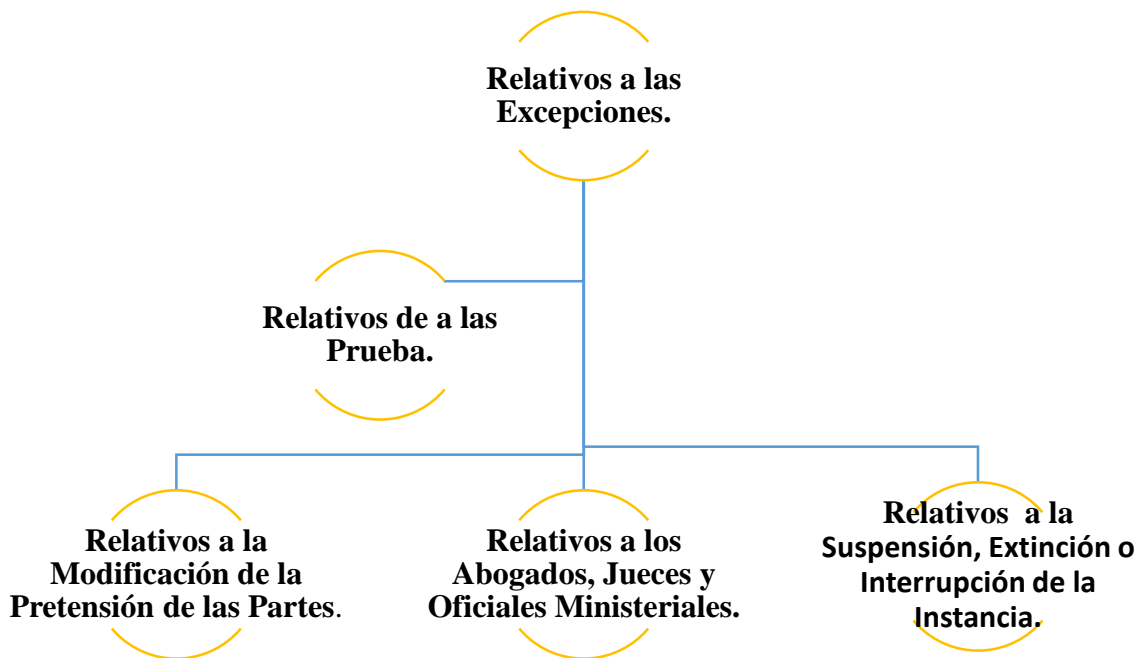 Relativos a las
Excepciones.
Relativos de a las
Prueba.
Relativos a la
Modificación de la
Pretensión de las Partes.
Relativos a los
Abogados, Jueces y
Oficiales Ministeriales.
Relativos a la
Suspensión, Extinción o
Interrupción de la
Instancia.